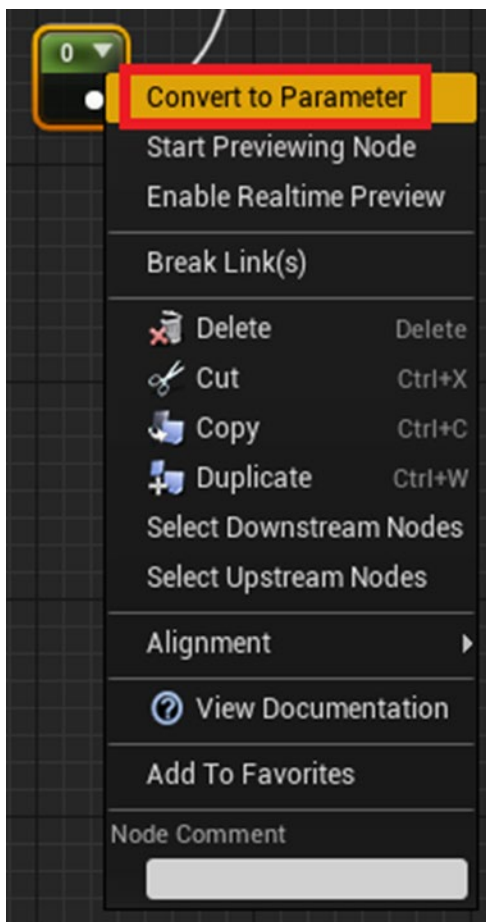 0
Convert to Parameter
Start Previewing Node
Enable Realtime Preview
Break Link(s)
Delete Delete
Cut Ctrl+X
Copy Ctrl+C
Duplicate Ctrl+W
Select Downstream Nodes
Select Upstream Nodes
Alignment
View Documentation
Add To Favorites
Node Comment